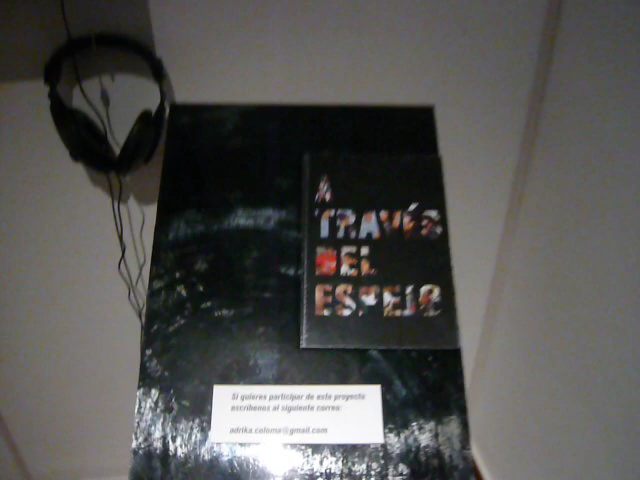 A
TRAVÉS
DEL
ESPEJO
Si quieres participar de este proyecto
escríbenos al siguiente correo:
adrika.coloma@gmail.com